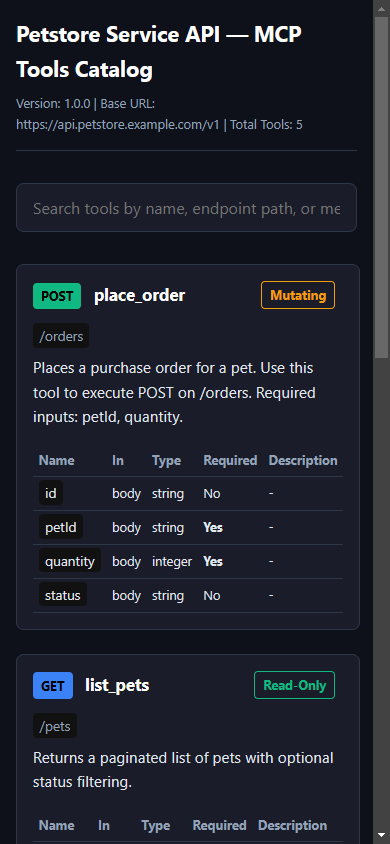 Petstore Service API — MCP
Tools Catalog
Version: 1.0.0 | Base URL:
https://api.petstore.example.com/v1 | Total Tools: 5
Search tools by name, endpoint path, or me
POST place_order Mutating
/orders
Places a purchase order for a pet. Use this
tool to execute POST on /orders. Required
inputs: petId, quantity.
Name In Type Required Description
id body string No -
petId body string Yes -
quantity body integer Yes -
status body string No -
GET list_pets Read-Only
/pets
Returns a paginated list of pets with optional
status filtering.
Name In Type Required Description